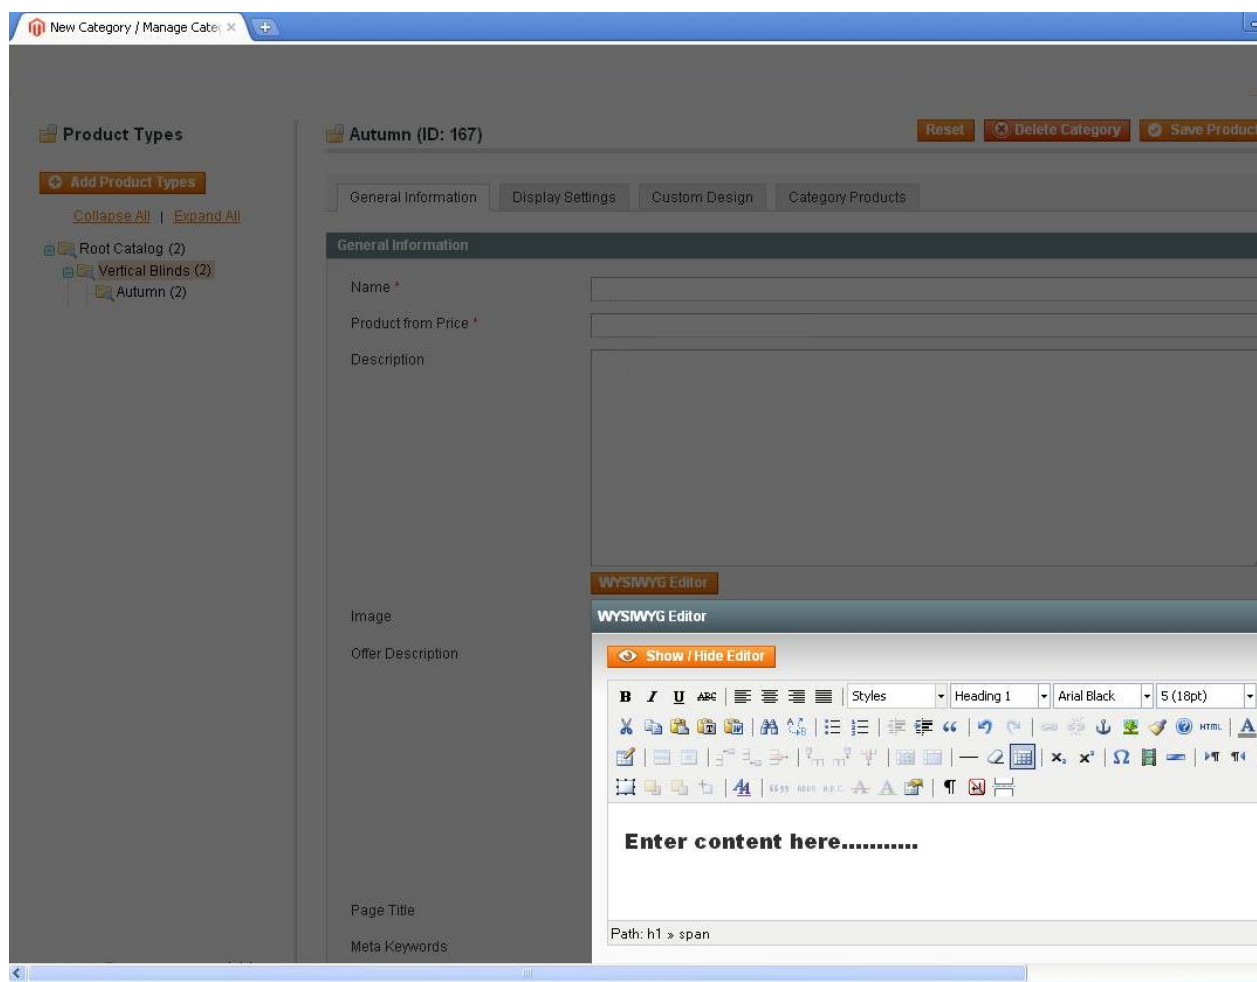 New Category / Manage Cate
Product Types
Autumn (ID: 167)
Reset
Delete Category
Save Product
Add Product Types
Collapse All | Expand All
General Information
Display Settings
Custom Design
Category Products
Root Catalog (2)
Vertical Blinds (2)
Autumn (2)
General Information
Name *
Product from Price *
Description
WYSIWYG Editor
Image
WYSIWYG Editor
Offer Description
Show / Hide Editor
B I U ABC Styles Heading 1 Arial Black 5 (18pt)
HTML A
Enter content here...........
Page Title
Path: h1 » span
Meta Keywords